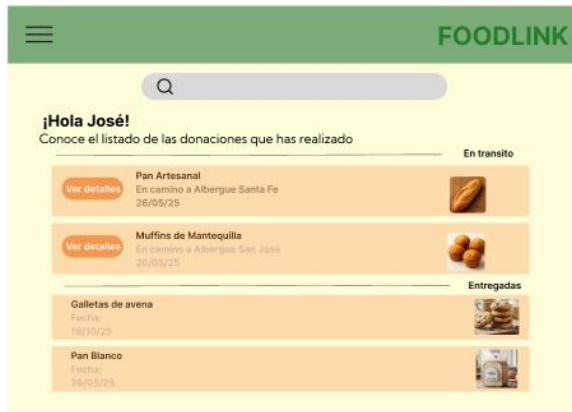 FOODLINK
¡Hola José!
Conoce el listado de las donaciones que has realizado
En transito
Ver detalles
Pan Artesanal
En camino a Albergue Santa Fe
26/05/25
Ver detalles
Muffins de Mantequilla
En camino a Albergue San José
26/05/25
Entregadas
Galletas de avena
Fecha:
16/10/25
Pan Blanco
Fecha:
26/05/25